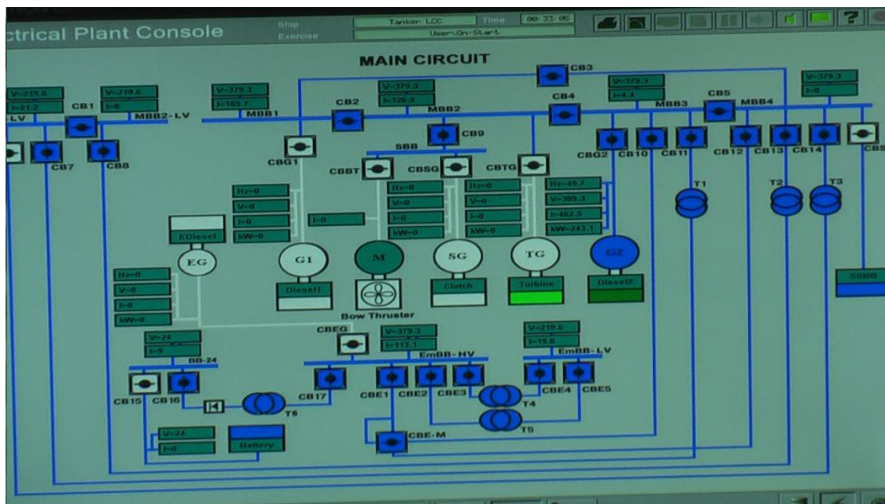 ctrical Plant Console
Ship Tanker LCC Time 00:33:05
Exercise User\On-Start
MAIN CIRCUIT
V=219.6 V=219.6 V=379.3 V=379.3 CB3 V=379.3 V=379.3
I=21.2 CB1 I=0 I=169.7 CB2 I=126.9 CB4 I=4.4 CB5 I=0
-LV MBB2-LV MBB1 MBB2 MBB3 MBB4
CB7 CB8 CBG1 SBB CB9 CBG2 CB10 CB11 CB12 CB13 CB14
CBBT CBSG CBTG
T1 T2 T3
Hz=0 Hz=0 Hz=0 Hz=49.7
V=0 V=0 V=0 V=399.3
I=0 I=0 I=0 I=0 I=462.5
kW=0 kW=0 kW=0 kW=243.1
EDiesel
EG G1 M SG TG G2
Diesel1 Clutch Turbine Diesel2 SSBB
Bow Thruster
Hz=0
V=0
I=0
kW=0
CBEG
V=24 V=379.3 V=219.6
I=9 I=113.1 I=19.6
BB-24 EmBB-HV EmBB-LV
CB15 CB16 CB17 CBE1 CBE2 CBE3 CBE4 CBE5
T6 T4
T5
V=24 CBE-M
I=0 Battery